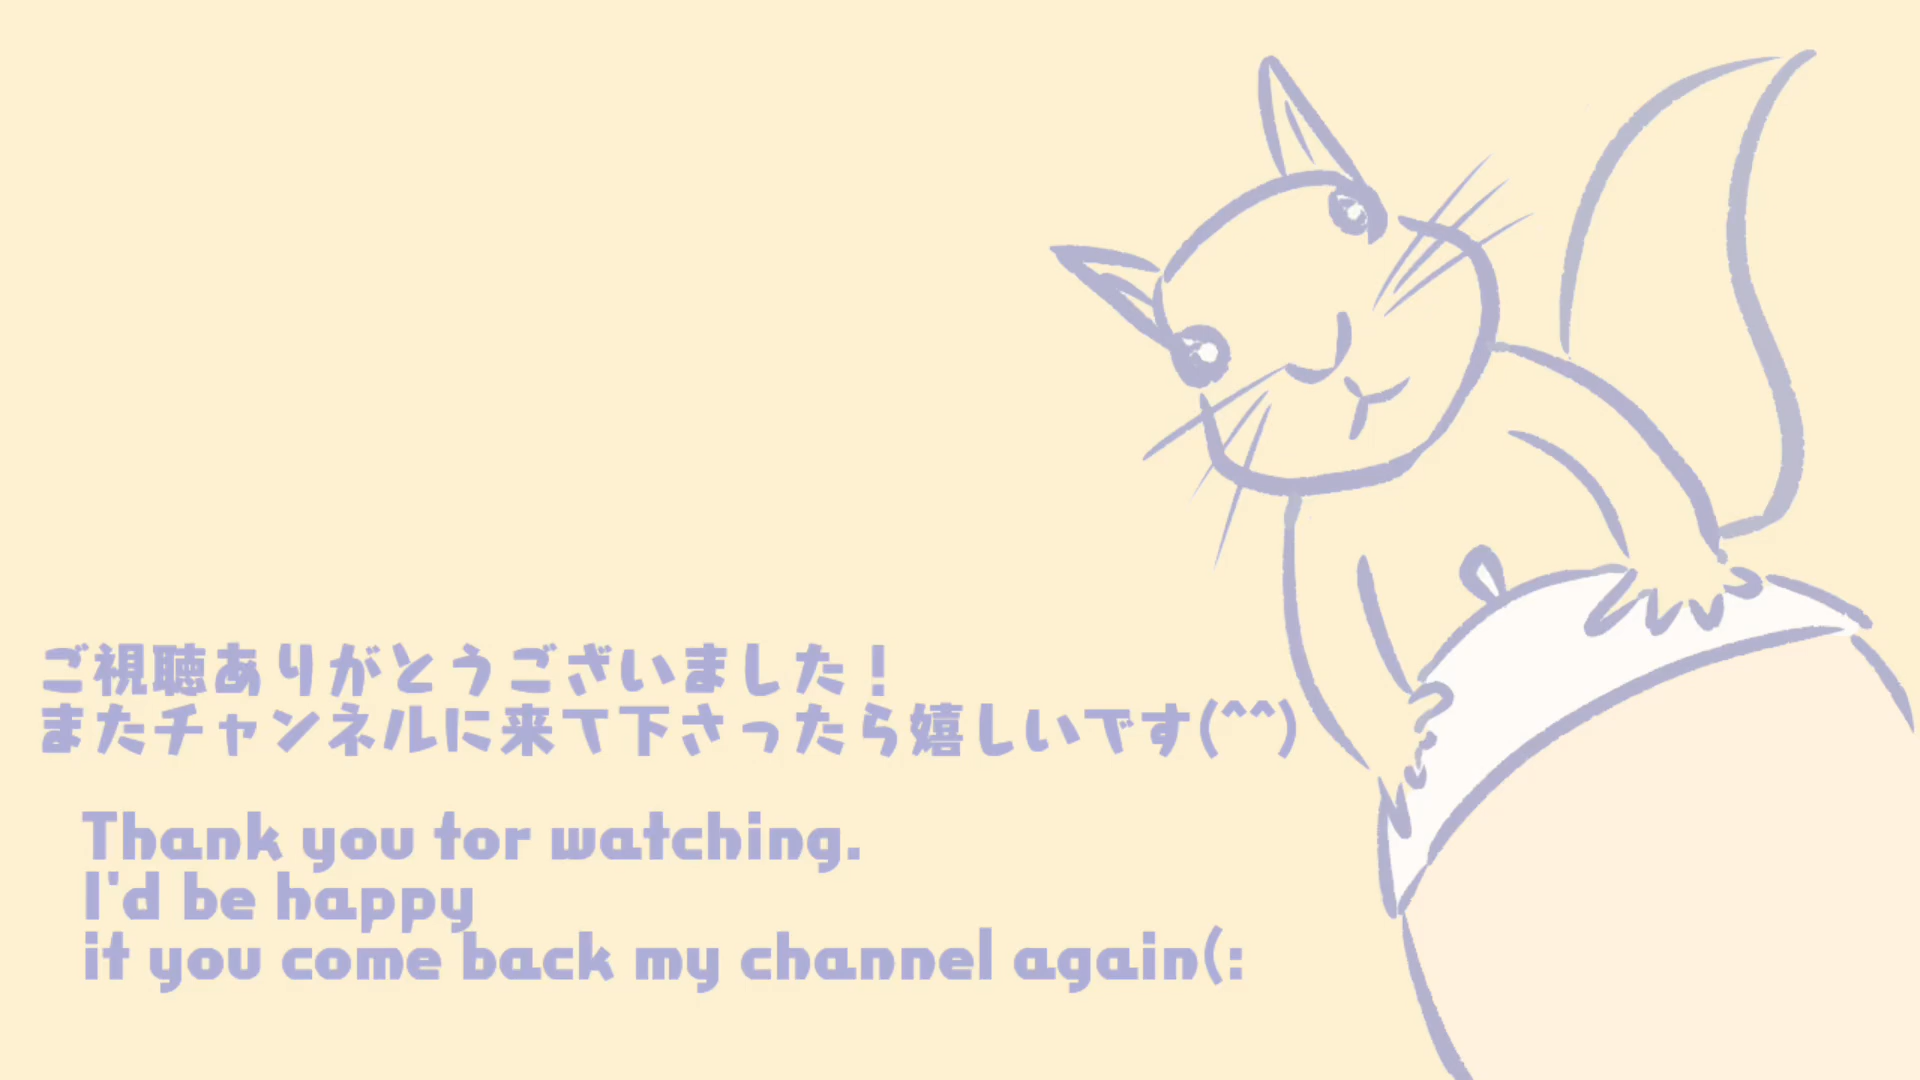 ご視聴ありがとうございました！
またチャンネルに来て下さったら嬉しいです(^^)
Thank you for watching.
I'd be happy
if you come back my channel again(: